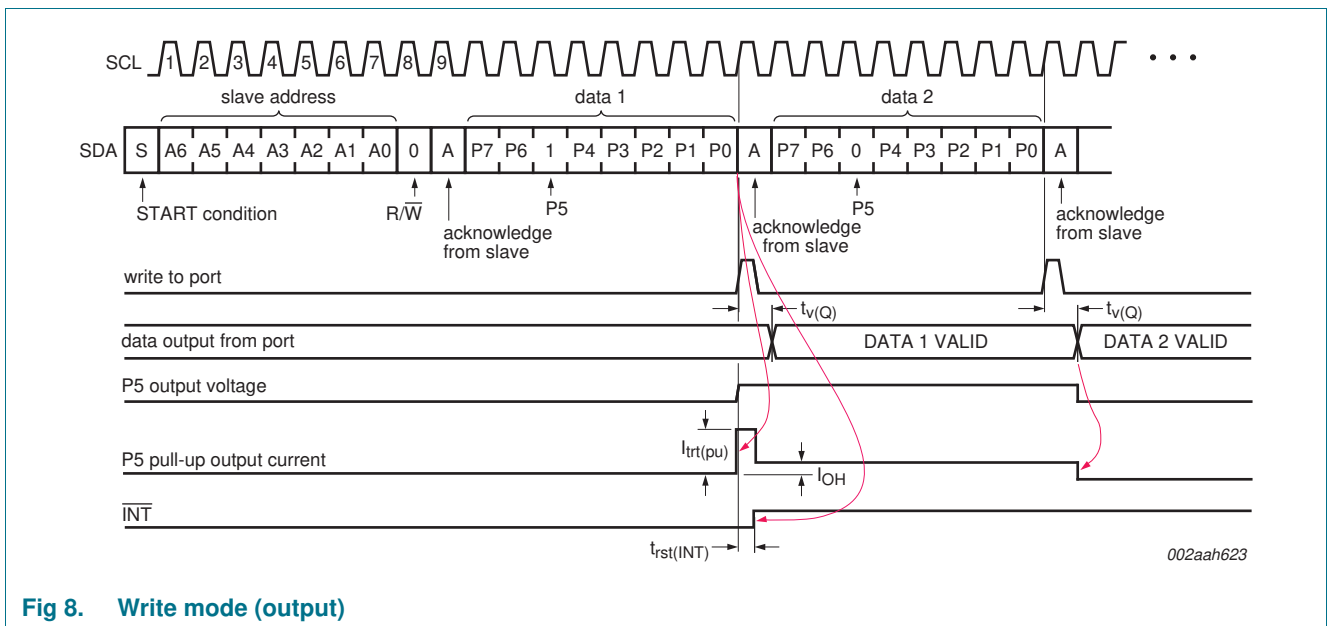 SCL 1 2 3 4 5 6 7 8 9
slave address data 1 data 2
SDA S A6 A5 A4 A3 A2 A1 A0 0 A P7 P6 1 P4 P3 P2 P1 P0 A P7 P6 0 P4 P3 P2 P1 P0 A
START condition R/W̅ P5 P5
acknowledge from slave
acknowledge from slave
acknowledge from slave
write to port
tv(Q) tv(Q)
data output from port DATA 1 VALID DATA 2 VALID
P5 output voltage
Itrt(pu)
P5 pull-up output current
IOH
I̅N̅T̅
trst(INT)
002aah623
Fig 8. Write mode (output)